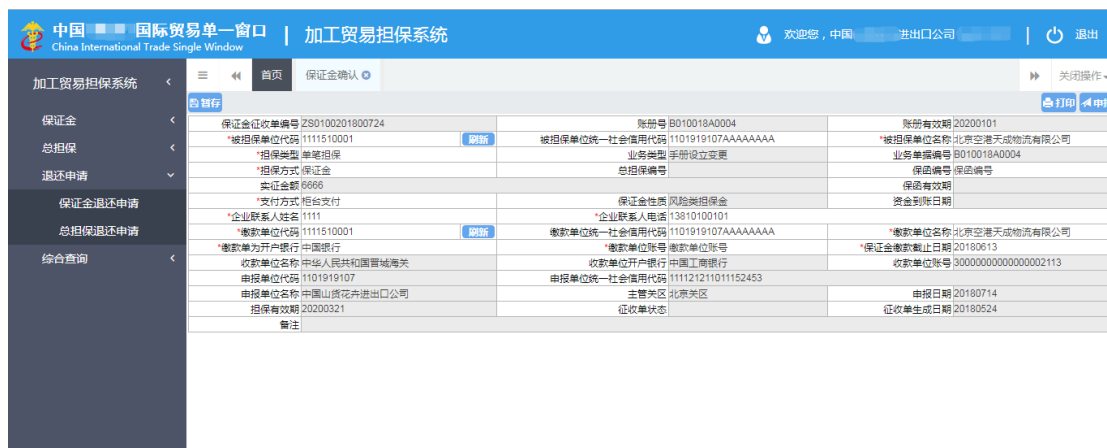 中国 国际贸易单一窗口 | 加工贸易担保系统 欢迎您，中国 进出口公司 | 退出
China International Trade Single Window
加工贸易担保系统 首页 保证金确认 关闭操作
暂存 打印 申报
保证金
总担保
退还申请
保证金退还申请
总担保退还申请
综合查询
保证金征收单编号 ZS0100201800724 账册号 B010018A0004 账册有效期 20200101
*被担保单位代码 1111510001 刷新 被担保单位统一社会信用代码 1101919107AAAAAAAA *被担保单位名称 北京空港天成物流有限公司
*担保类型 单笔担保 业务类型 手册设立变更 业务单据编号 B010018A0004
*担保方式 保证金 总担保编号 保函编号 保函编号
实征金额 6666 保函有效期
*支付方式 柜台支付 保证金性质 风险类担保金 资金到账日期
*企业联系人姓名 1111 *企业联系人电话 13810100101
*缴款单位代码 1111510001 刷新 缴款单位统一社会信用代码 1101919107AAAAAAAA *缴款单位名称 北京空港天成物流有限公司
*缴款单为开户银行 中国银行 *缴款单位账号 缴款单位账号 *保证金缴款截止日期 20180613
收款单位名称 中华人民共和国晋城海关 收款单位开户银行 中国工商银行 收款单位账号 30000000000000002113
申报单位代码 1101919107 申报单位统一社会信用代码 111121211011152453
申报单位名称 中国山货花卉进出口公司 主管关区 北京关区 申报日期 20180714
担保有效期 20200321 征收单状态 征收单生成日期 20180524
备注